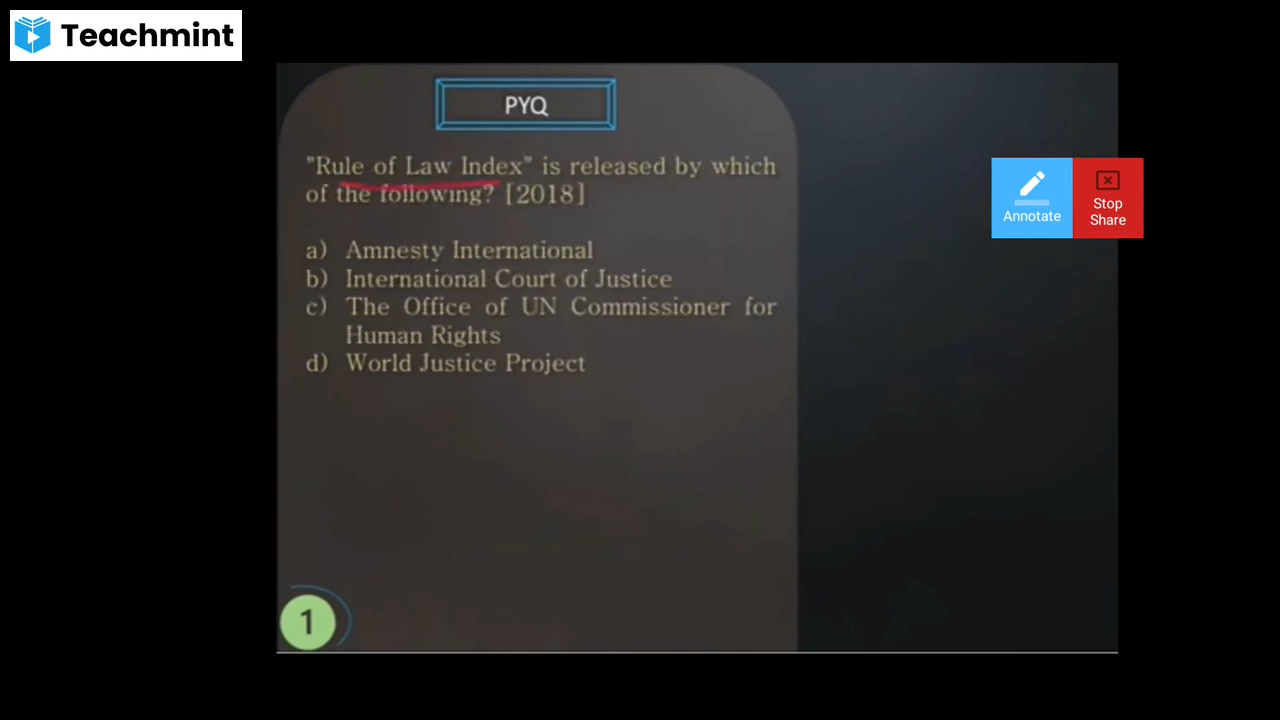 Teachmint
PYQ
"Rule of Law Index" is released by which
of the following? [2018]
a) Amnesty International
b) International Court of Justice
c) The Office of UN Commissioner for
Human Rights
d) World Justice Project
Annotate
Stop
Share
1